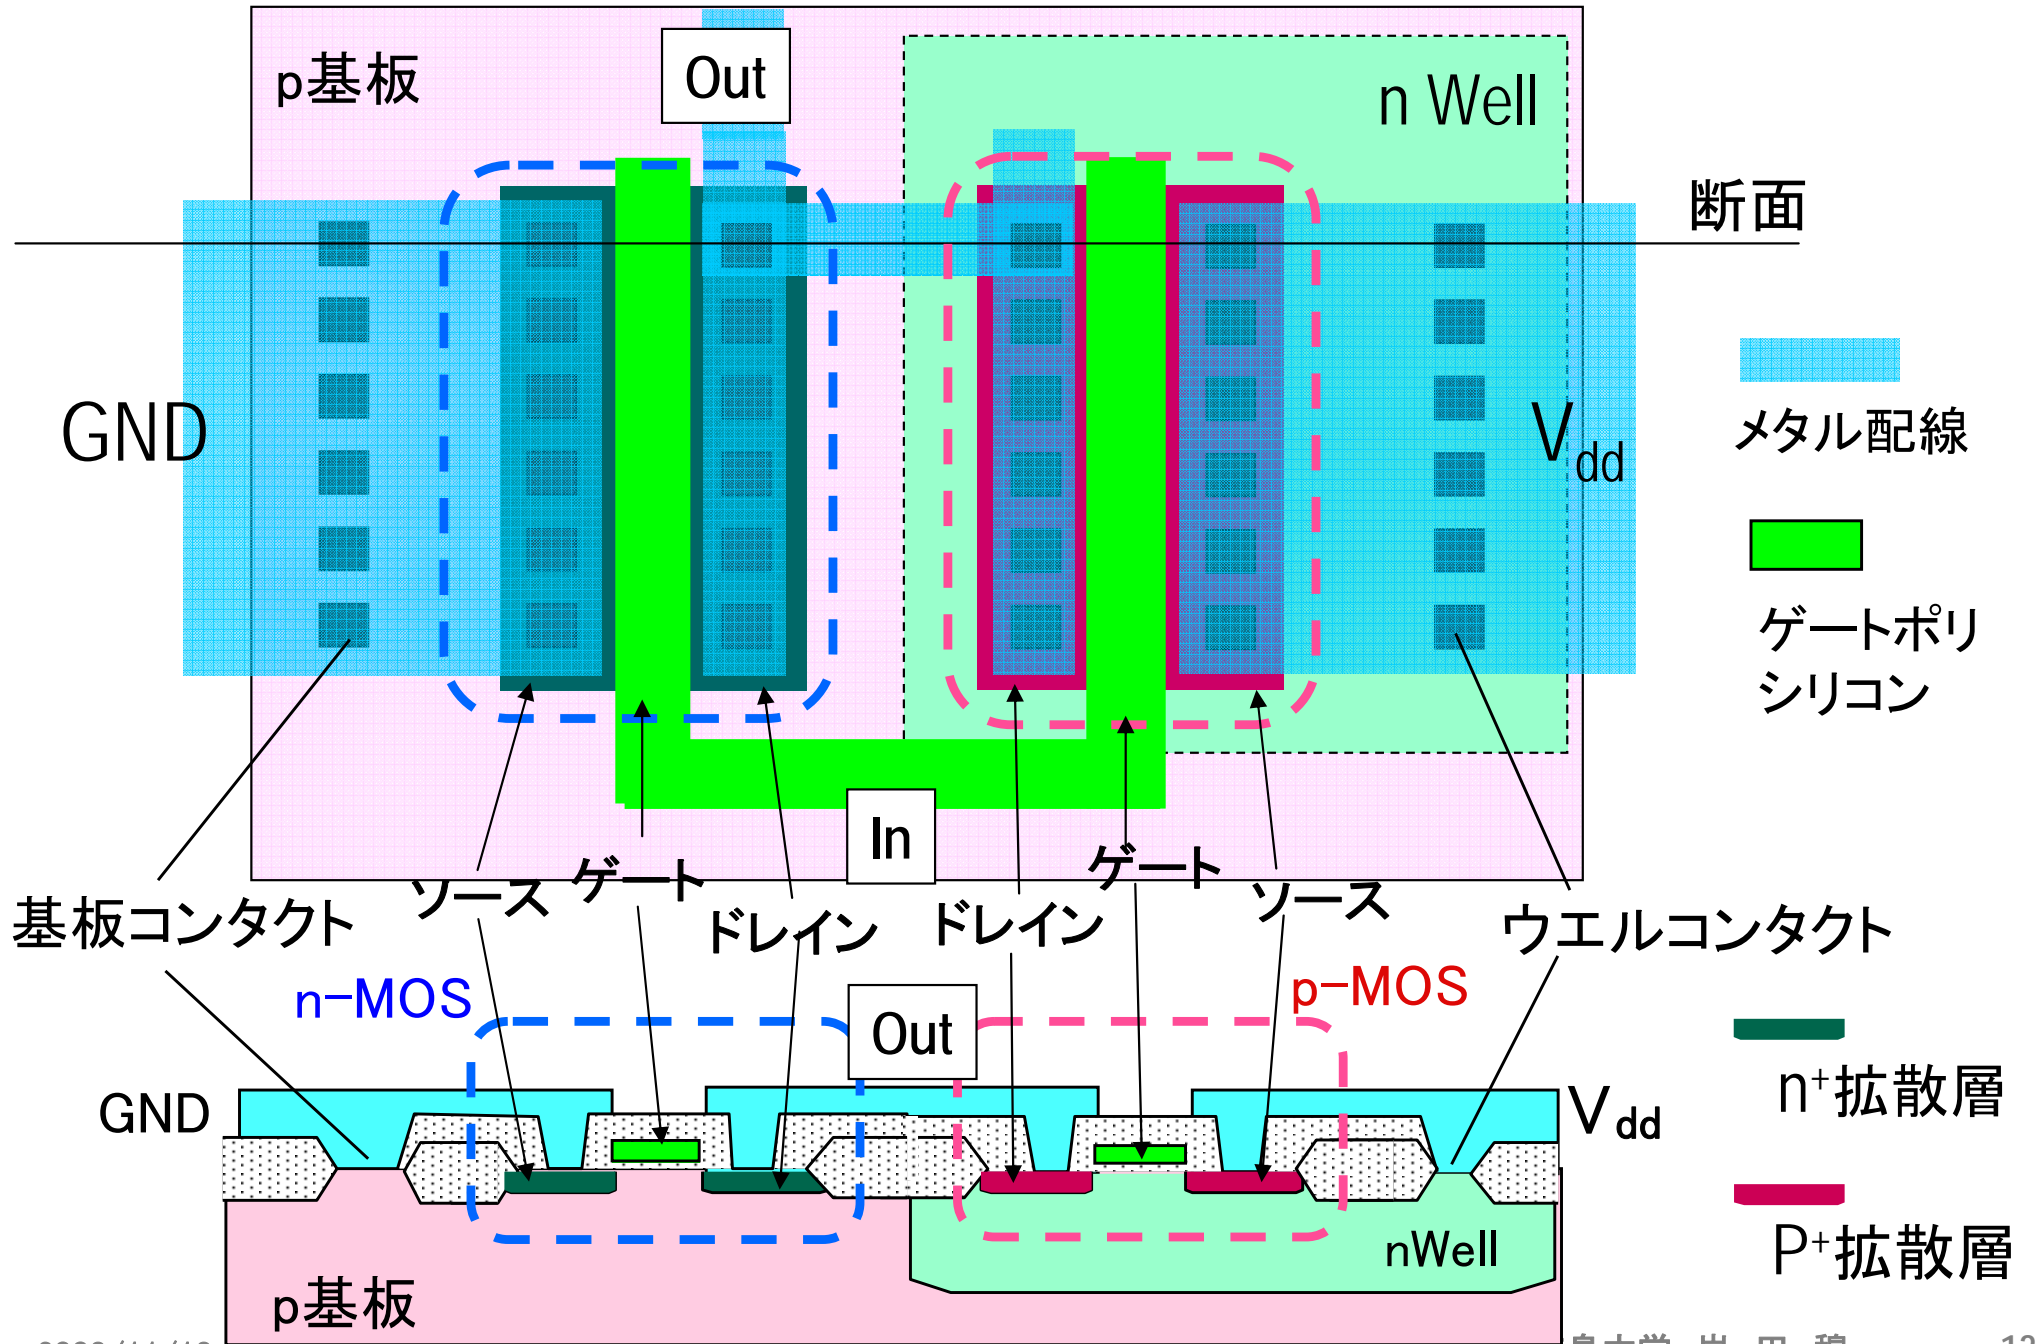 Out
p基板
n Well
断面
GND
V
dd
メタル配線
ゲートポリ
シリコン
In
ソース ゲート ドレイン ドレイン ゲート ソース
基板コンタクト
ウエルコンタクト
n-MOS
p-MOS
Out
GND
V
dd
n+拡散層
P+拡散層
nWell
p基板